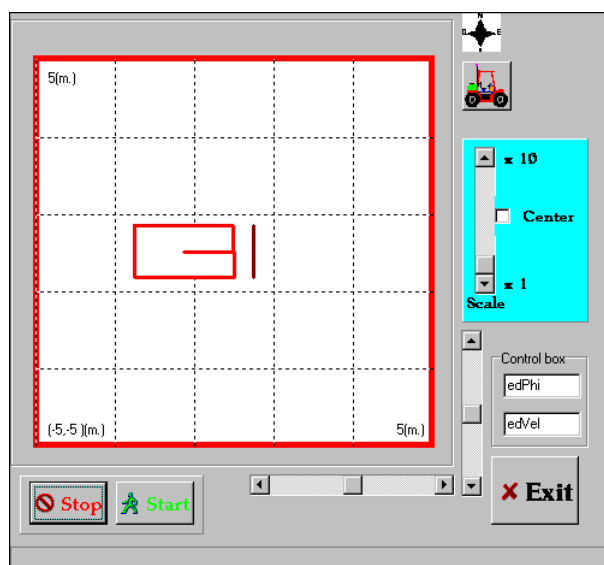 N
E
5(m.)
x 10
Center
x 1
Scale
Control box
edPhi
edVel
(-5,-5 )(m.)
5(m.)
Stop
Start
Exit